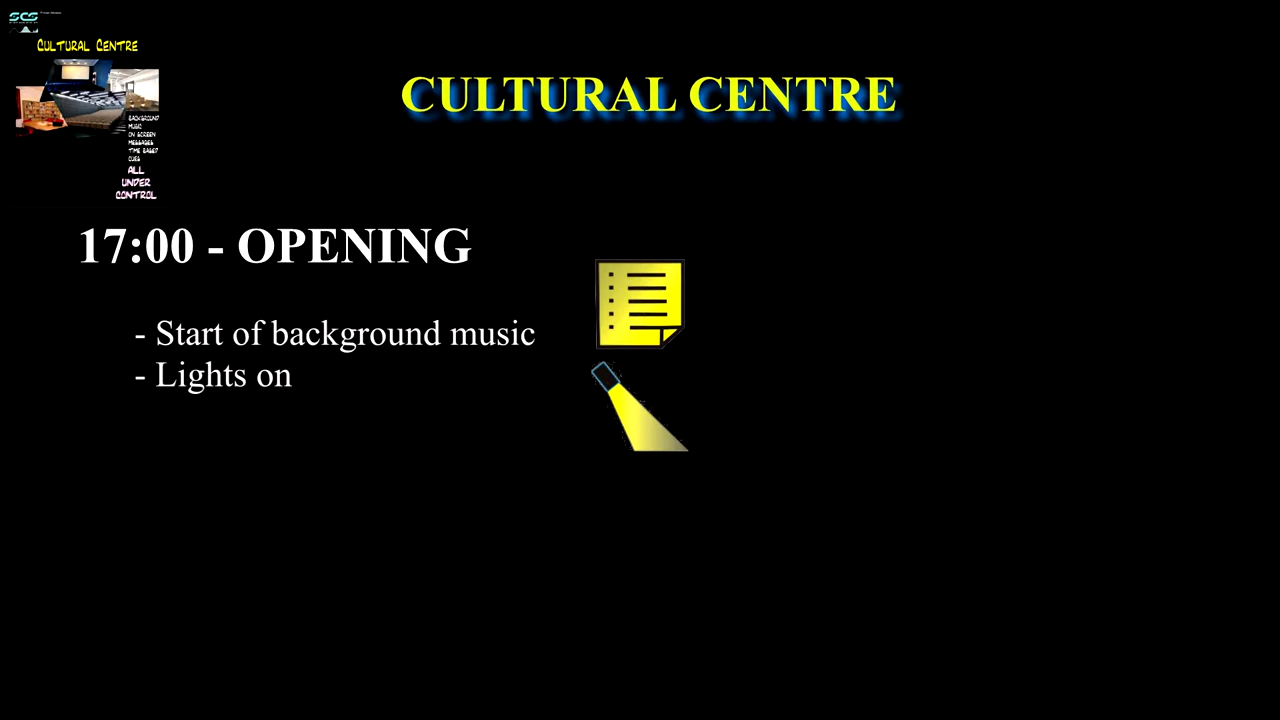 SCS
CULTURAL CENTRE
BACKGROUND
MUSIC
ON SCREEN
MESSAGES
TIME BASED
CUES
ALL
UNDER
CONTROL
CULTURAL CENTRE
17:00 - OPENING
- Start of background music
- Lights on